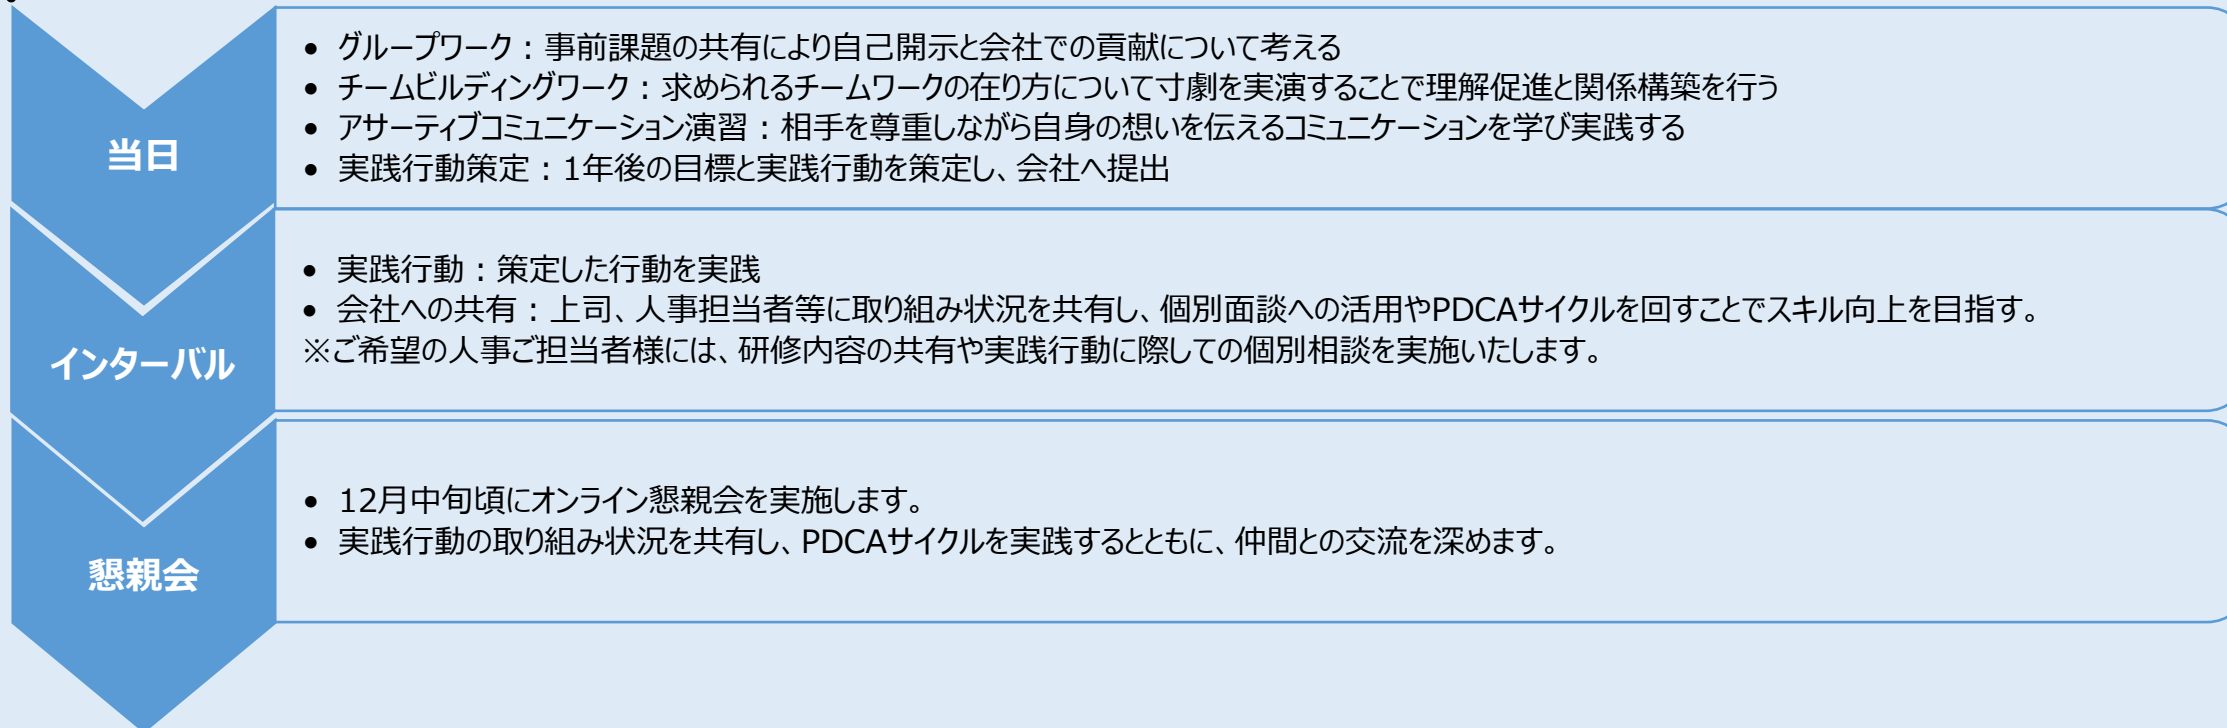 当日
• グループワーク：事前課題の共有により自己開示と会社での貢献について考える
• チームビルディングワーク：求められるチームワークの在り方について寸劇を実演することで理解促進と関係構築を行う
• アサーティブコミュニケーション演習：相手を尊重しながら自身の想いを伝えるコミュニケーションを学び実践する
• 実践行動策定：1年後の目標と実践行動を策定し、会社へ提出
インターバル
• 実践行動：策定した行動を実践
• 会社への共有：上司、人事担当者等に取り組み状況を共有し、個別面談への活用やPDCAサイクルを回すことでスキル向上を目指す。
※ご希望の人事ご担当者様には、研修内容の共有や実践行動に際しての個別相談を実施いたします。
懇親会
• 12月中旬頃にオンライン懇親会を実施します。
• 実践行動の取り組み状況を共有し、PDCAサイクルを実践するとともに、仲間との交流を深めます。